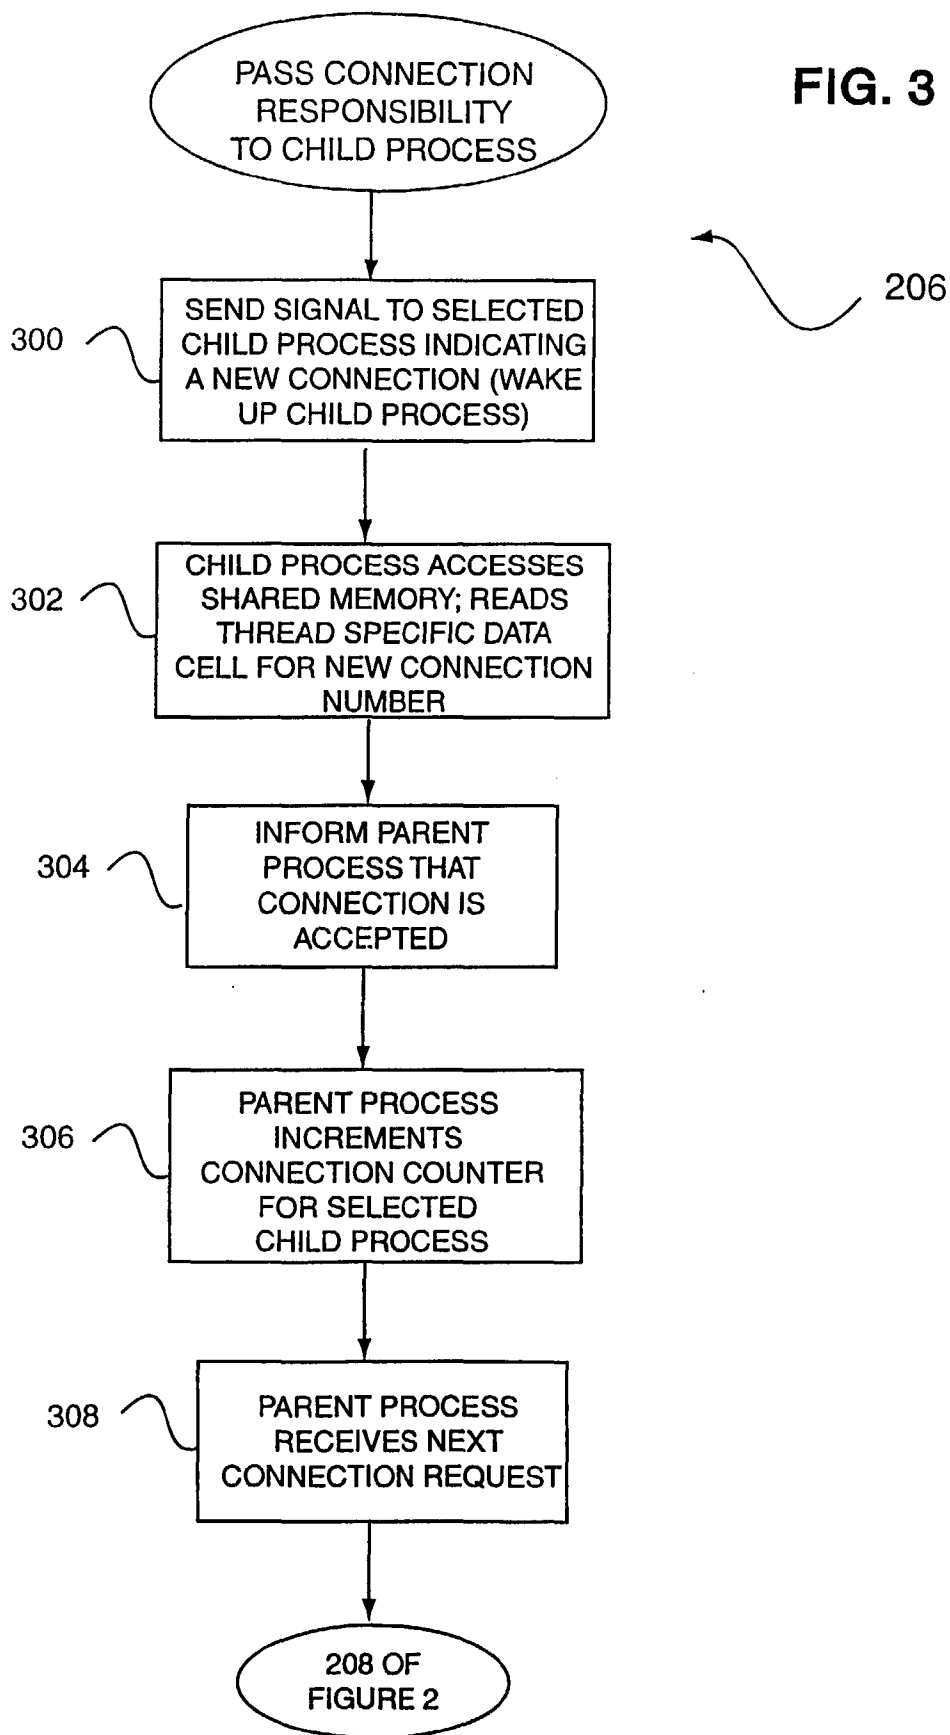 FIG. 3
PASS CONNECTION
RESPONSIBILITY
TO CHILD PROCESS
206
300
SEND SIGNAL TO SELECTED
CHILD PROCESS INDICATING
A NEW CONNECTION (WAKE
UP CHILD PROCESS)
302
CHILD PROCESS ACCESSES
SHARED MEMORY; READS
THREAD SPECIFIC DATA
CELL FOR NEW CONNECTION
NUMBER
304
INFORM PARENT
PROCESS THAT
CONNECTION IS
ACCEPTED
306
PARENT PROCESS
INCREMENTS
CONNECTION COUNTER
FOR SELECTED
CHILD PROCESS
308
PARENT PROCESS
RECEIVES NEXT
CONNECTION REQUEST
208 OF
FIGURE 2